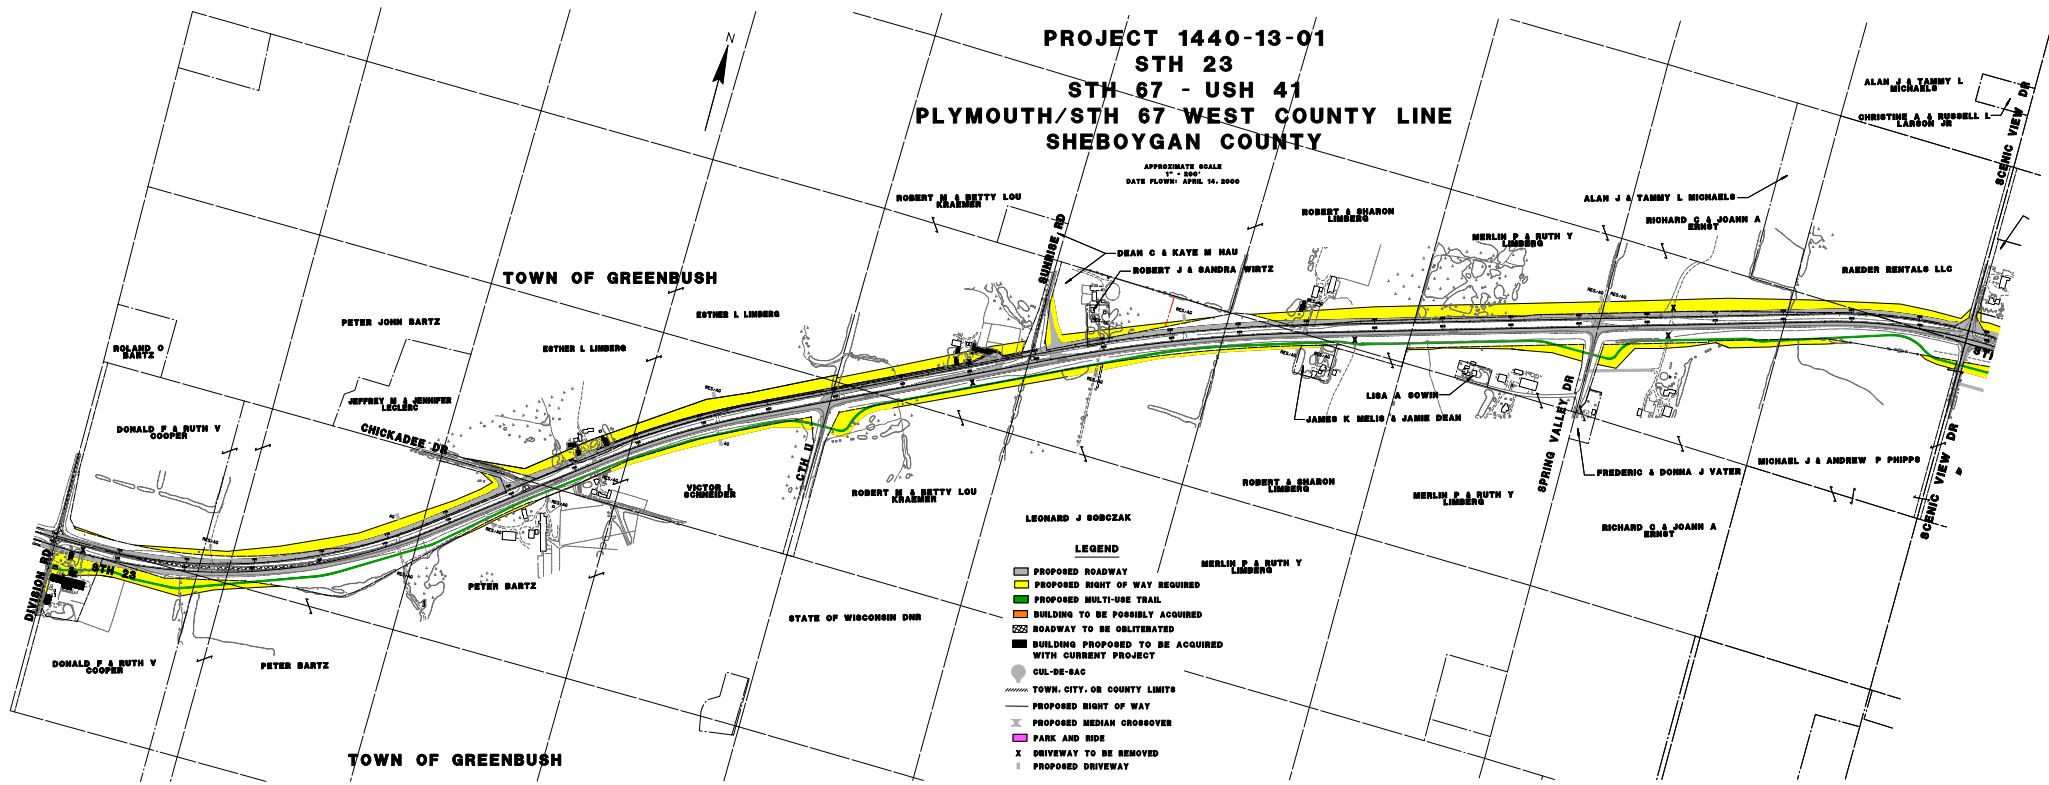 PROJECT 1440-13-01
STH 23
STH 67 - USH 41
PLYMOUTH/STH 67 WEST COUNTY LINE
SHEBOYGAN COUNTY
APPROXIMATE SCALE
1" - 200'
DATE FLOWN: APRIL 14, 2000
N
ALAN J & TAMMY L
MICHAELS
CHRISTINE A & RUSSELL L
LARSON JR
SCENIC VIEW DR
ROBERT M & BETTY LOU
KRAEMER
SUNRISE RD
DEAN C & KAYE M HAU
ROBERT J & SANDRA WIRTZ
ROBERT & SHARON
LIMBERG
MERLIN P & RUTH Y
LIMBERG
ALAN J & TAMMY L MICHAELS
RICHARD C & JOANN A
ERNST
RAEDER RENTALS LLC
TOWN OF GREENBUSH
ESTHER L LIMBERG
PETER JOHN BARTZ
ESTHER L LIMBERG
ROLAND O
BARTZ
JEFFREY M & JENNIFER
LECLERC
DONALD F & RUTH V
COOPER
CHICKADEE DR
VICTOR L
SCHNEIDER
CTH U
ROBERT M & BETTY LOU
KRAEMER
LEONARD J SOBCZAK
LISA A SOWIN
JAMES K MELIS & JAMIE DEAN
SPRING VALLEY DR
FREDERIC & DONNA J VATER
MICHAEL J & ANDREW P PHIPPS
SCENIC VIEW DR
ROBERT & SHARON
LIMBERG
MERLIN P & RUTH Y
LIMBERG
RICHARD C & JOANN A
ERNST
MERLIN P & RUTH Y
LIMBERG
DIVISION RD
STH 23
PETER BARTZ
STATE OF WISCONSIN DNR
DONALD F & RUTH V
COOPER
PETER BARTZ
TOWN OF GREENBUSH
LEGEND
PROPOSED ROADWAY
PROPOSED RIGHT OF WAY REQUIRED
PROPOSED MULTI-USE TRAIL
BUILDING TO BE POSSIBLY ACQUIRED
ROADWAY TO BE OBLITERATED
BUILDING PROPOSED TO BE ACQUIRED
WITH CURRENT PROJECT
CUL-DE-SAC
TOWN, CITY, OR COUNTY LIMITS
PROPOSED RIGHT OF WAY
PROPOSED MEDIAN CROSSOVER
PARK AND RIDE
X DRIVEWAY TO BE REMOVED
PROPOSED DRIVEWAY